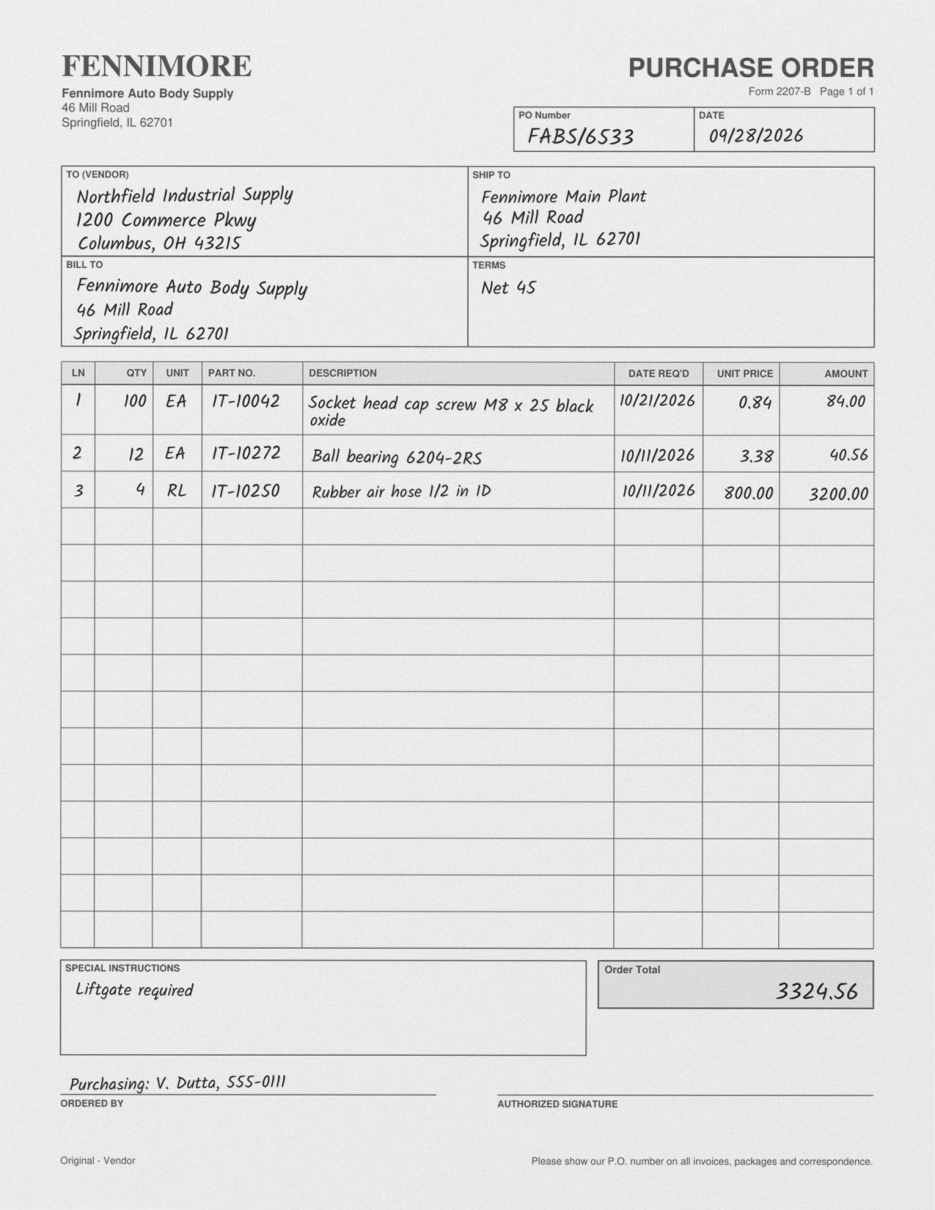 FENNIMORE
Fennimore Auto Body Supply
46 Mill Road
Springfield, IL 62701
PURCHASE ORDER
Form 2207-B Page 1 of 1
PO Number
FABS/6533
DATE
09/28/2026
TO (VENDOR)
Northfield Industrial Supply
1200 Commerce Pkwy
Columbus, OH 43215
SHIP TO
Fennimore Main Plant
46 Mill Road
Springfield, IL 62701
BILL TO
Fennimore Auto Body Supply
46 Mill Road
Springfield, IL 62701
TERMS
Net 45
LN QTY UNIT PART NO. DESCRIPTION DATE REQ'D UNIT PRICE AMOUNT
1 100 EA IT-10042 Socket head cap screw M8 x 25 black 10/21/2026 0.84 84.00
oxide
2 12 EA IT-10272 Ball bearing 6204-2RS 10/11/2026 3.38 40.56
3 4 RL IT-10250 Rubber air hose 1/2 in ID 10/11/2026 800.00 3200.00
SPECIAL INSTRUCTIONS
Liftgate required
Order Total
3324.56
Purchasing: V. Dutta, 555-0111
ORDERED BY
AUTHORIZED SIGNATURE
Original - Vendor
Please show our P.O. number on all invoices, packages and correspondence.